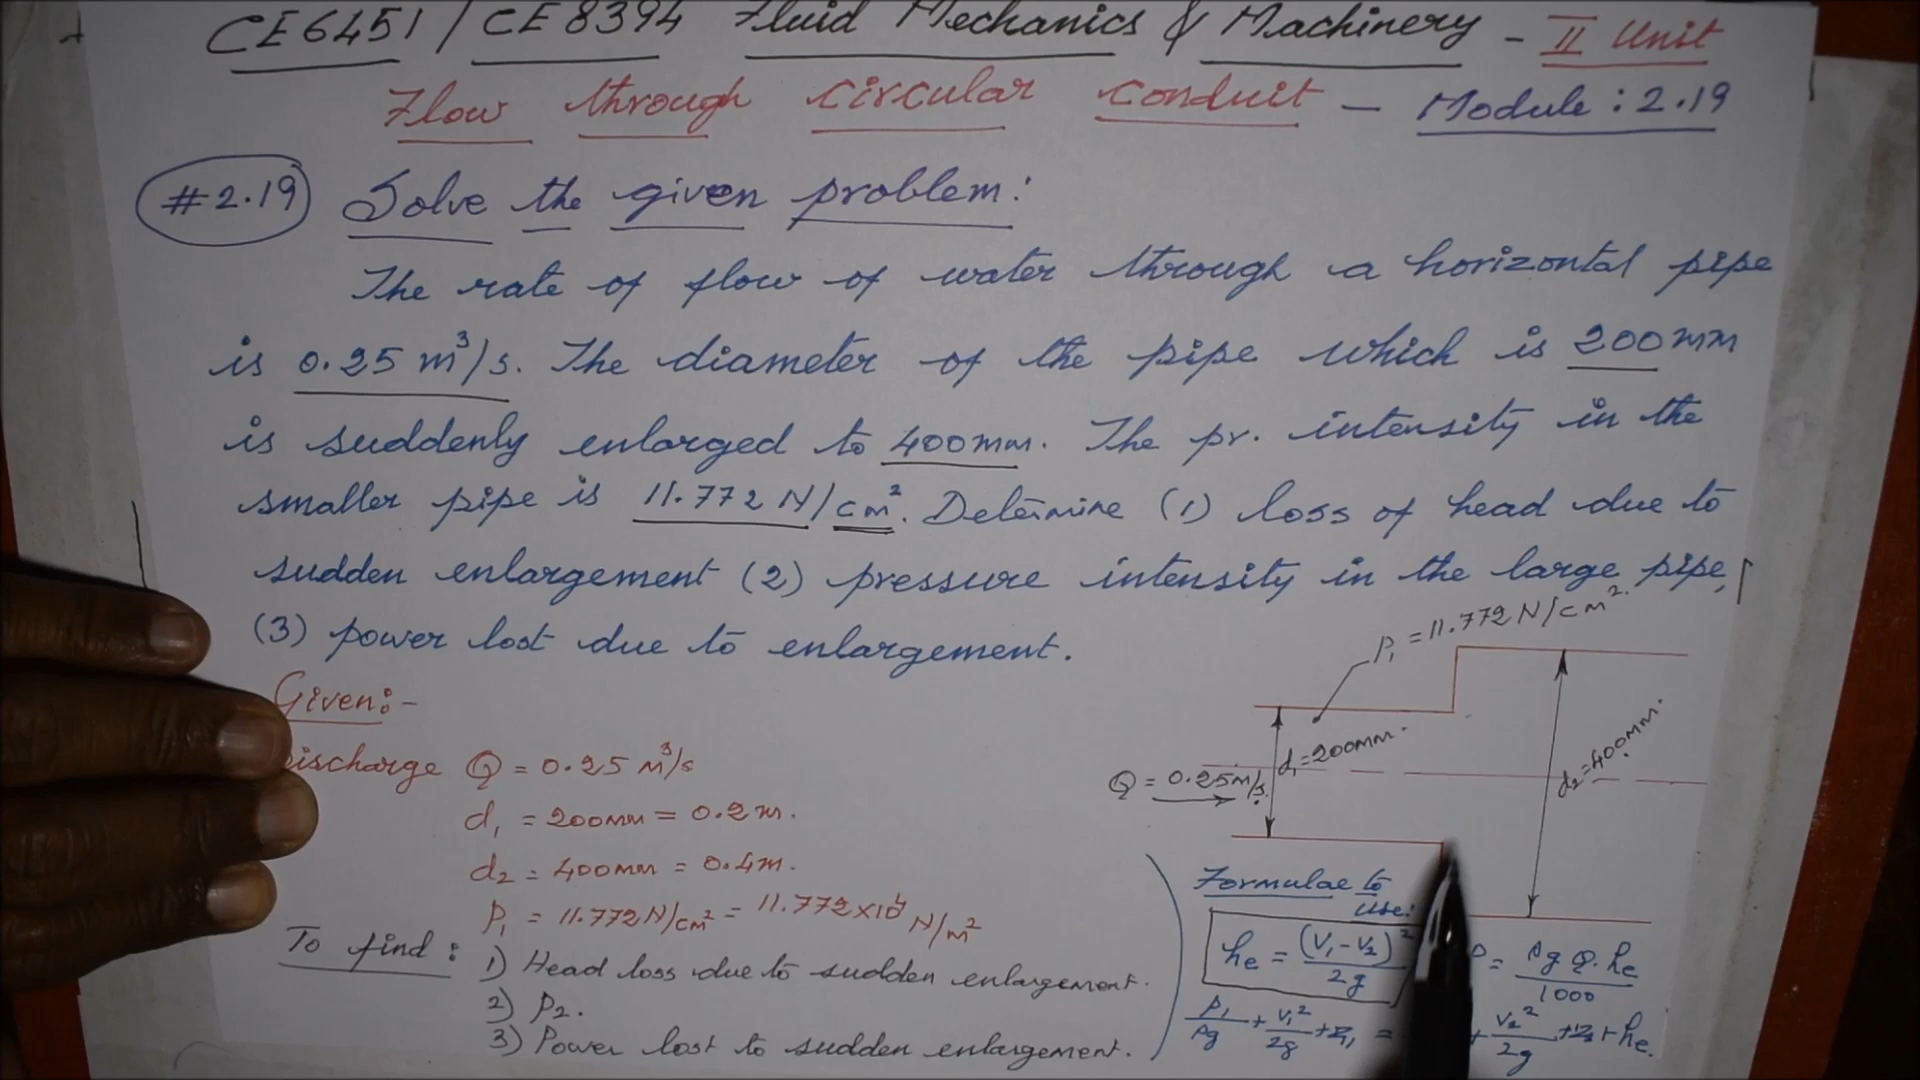 CE6451 / CE8394 Fluid Mechanics & Machinery - II Unit
Flow through Circular Conduit - Module : 2.19
#2.19 Solve the given problem:
The rate of flow of water through a horizontal pipe
is 0.25 m³/s. The diameter of the pipe which is 200mm
is suddenly enlarged to 400mm. The pr. intensity in the
smaller pipe is 11.772 N/cm². Determine (1) loss of head due to
sudden enlargement (2) pressure intensity in the large pipe,
(3) power lost due to enlargement.
P₁ = 11.772 N/cm².
Given:-
d₁=200mm.
d₂=400mm.
Q = 0.25m/s.
Discharge Q = 0.25 m³/s
d₁ = 200mm = 0.2 m.
d₂ = 400mm = 0.4m.
P₁ = 11.772 N/cm² = 11.772×10⁴ N/m²
To find :
1) Head loss due to sudden enlargement.
2) P₂.
3) Power lost to sudden enlargement.
Formulae to
use:
he = (V₁-V₂)²/2g
= ρg Q.he/1000
P₁/ρg + V₁²/2g + Z₁ = + V₂²/2g + Z₂ + he.